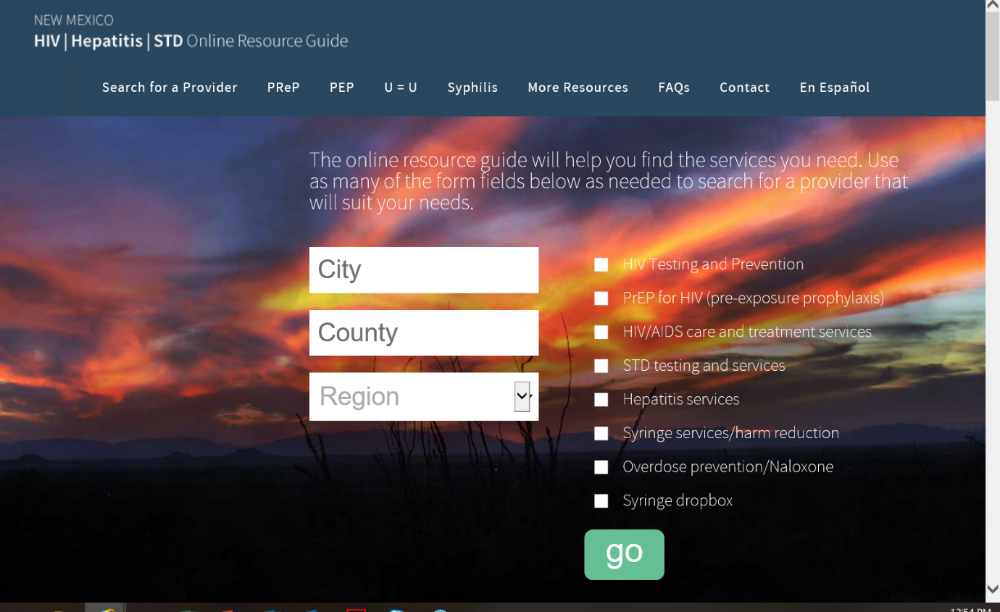 NEW MEXICO
HIV | Hepatitis | STD Online Resource Guide
Search for a Provider PReP PEP U = U Syphilis More Resources FAQs Contact En Español
The online resource guide will help you find the services you need. Use
as many of the form fields below as needed to search for a provider that
will suit your needs.
City
County
Region
HIV Testing and Prevention
PrEP for HIV (pre-exposure prophylaxis)
HIV/AIDS care and treatment services
STD testing and services
Hepatitis services
Syringe services/harm reduction
Overdose prevention/Naloxone
Syringe dropbox
go
12:54 PM